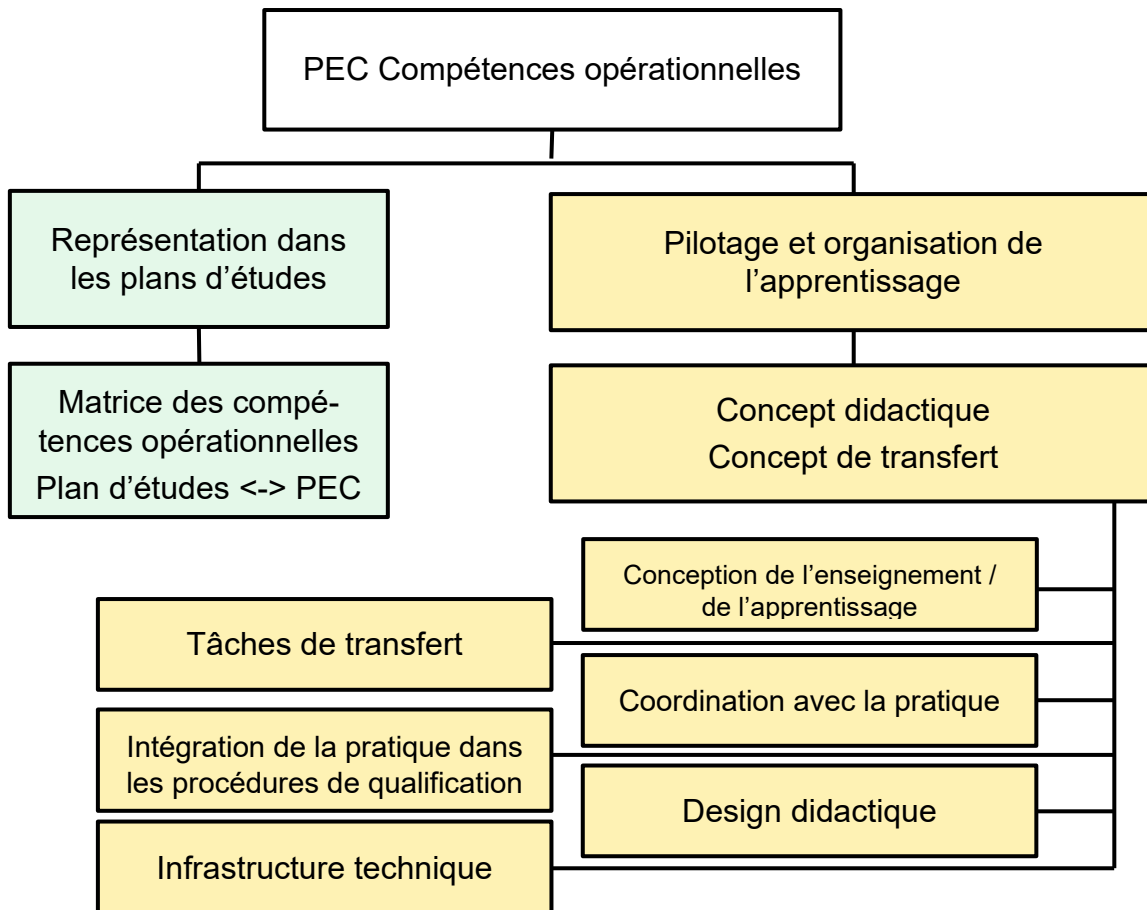 PEC Compétences opérationnelles
Représentation dans
les plans d’études
Pilotage et organisation de
l’apprentissage
Matrice des compé-
tences opérationnelles
Plan d’études <-> PEC
Concept didactique
Concept de transfert
Conception de l’enseignement /
de l’apprentissage
Tâches de transfert
Coordination avec la pratique
Intégration de la pratique dans
les procédures de qualification
Design didactique
Infrastructure technique